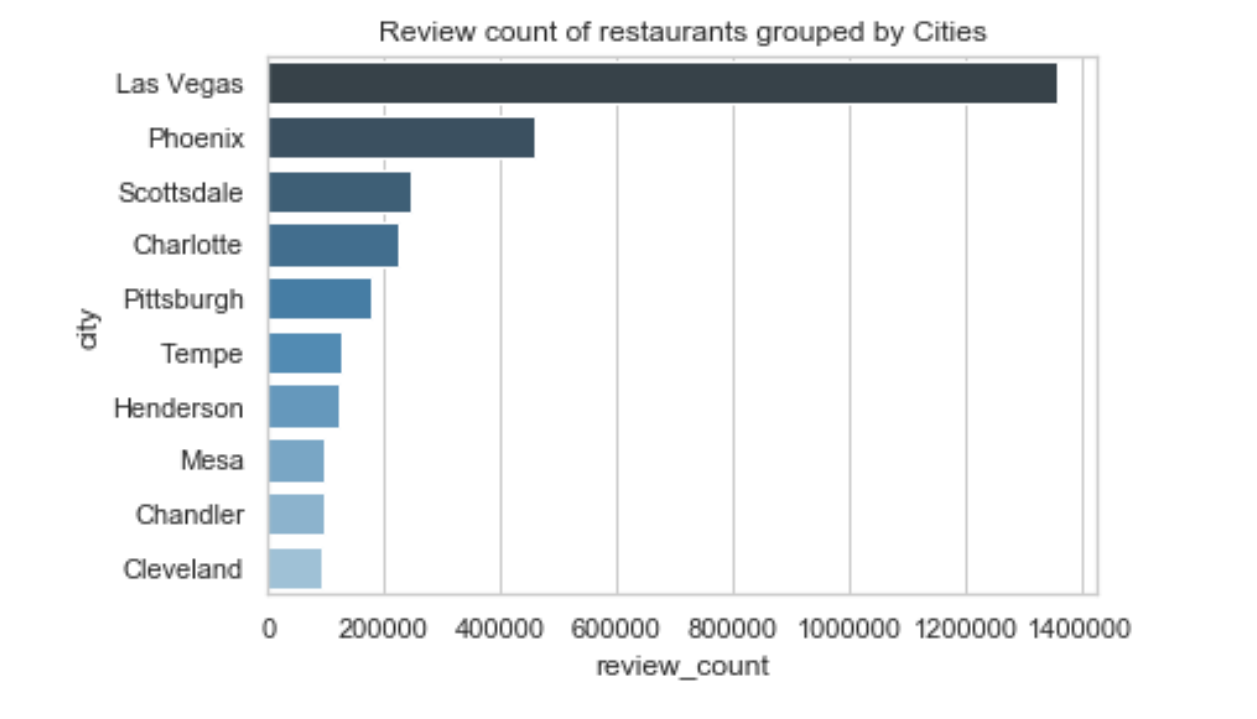 Review count of restaurants grouped by Cities
Las Vegas
Phoenix
Scottsdale
Charlotte
Pittsburgh
Tempe
Henderson
Mesa
Chandler
Cleveland
city
0 200000 400000 600000 800000 1000000 1200000 1400000
review_count